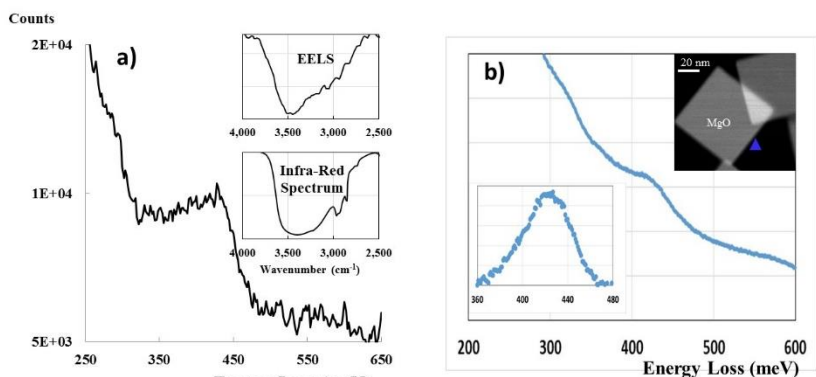 Counts
2E+04
a)
EELS
4,000 3,500 3,000 2,500
1E+04
Infra-Red
Spectrum
4,000 3,500 3,000 2,500
Wavenumber (cm-1)
5E+03
250 350 450 550 650
b)
20 nm
MgO
360 400 440 480
200 300 400 500 600
Energy Loss (meV)